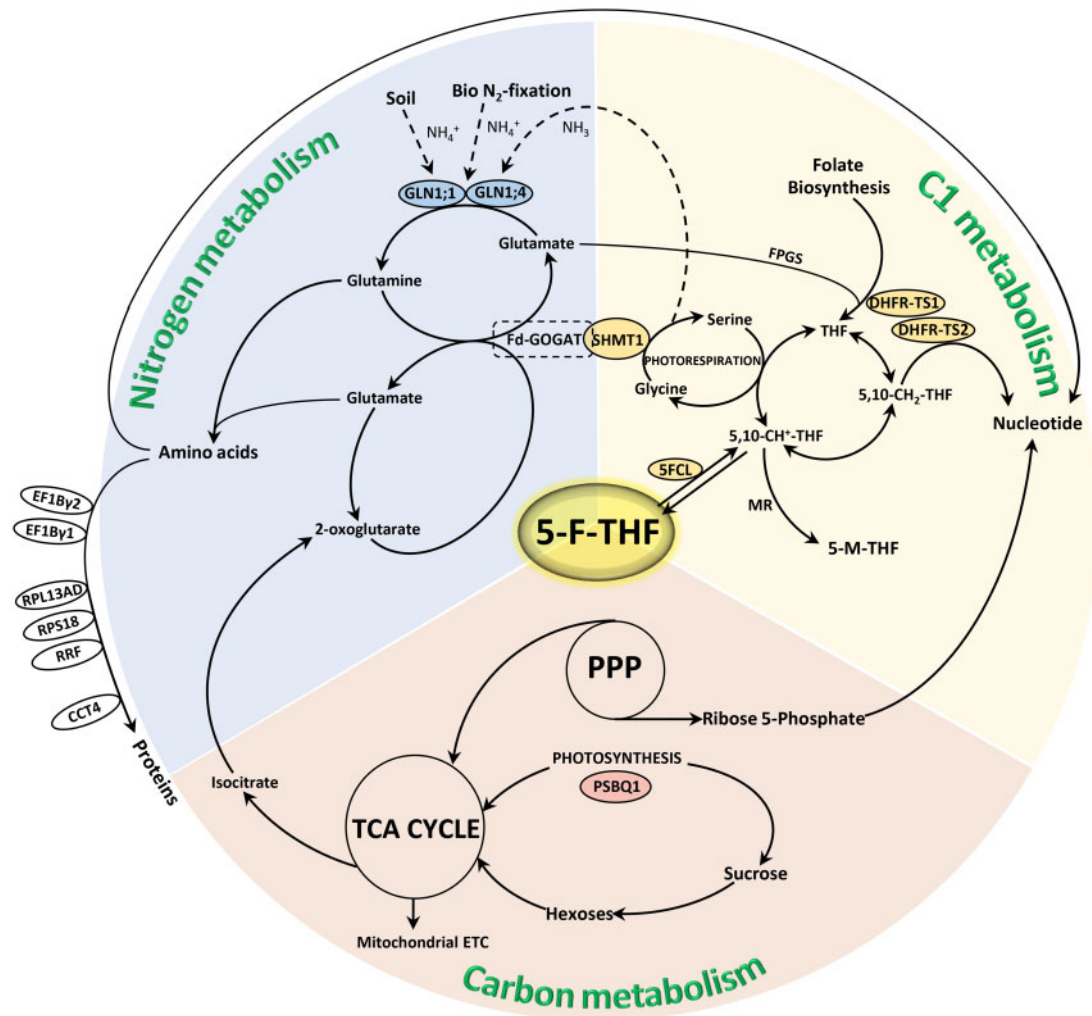 Nitrogen metabolism
Soil
Bio N₂-fixation
NH₄⁺
NH₄⁺
NH₃
GLN1;1
GLN1;4
Glutamate
Glutamine
Fd-GOGAT
SHMT1
Glutamate
Amino acids
2-oxoglutarate
EF1Bγ2
EF1Bγ1
RPL13AD
RPS18
RRF
CCT4
Proteins
C1 metabolism
Folate
Biosynthesis
FPGS
DHFR-TS1
DHFR-TS2
THF
Serine
PHOTORESPIRATION
Glycine
5,10-CH₂-THF
Nucleotide
5,10-CH⁺-THF
5FCL
MR
5-F-THF
5-M-THF
PPP
Ribose 5-Phosphate
PHOTOSYNTHESIS
PSBQ1
Isocitrate
TCA CYCLE
Sucrose
Hexoses
Mitochondrial ETC
Carbon metabolism